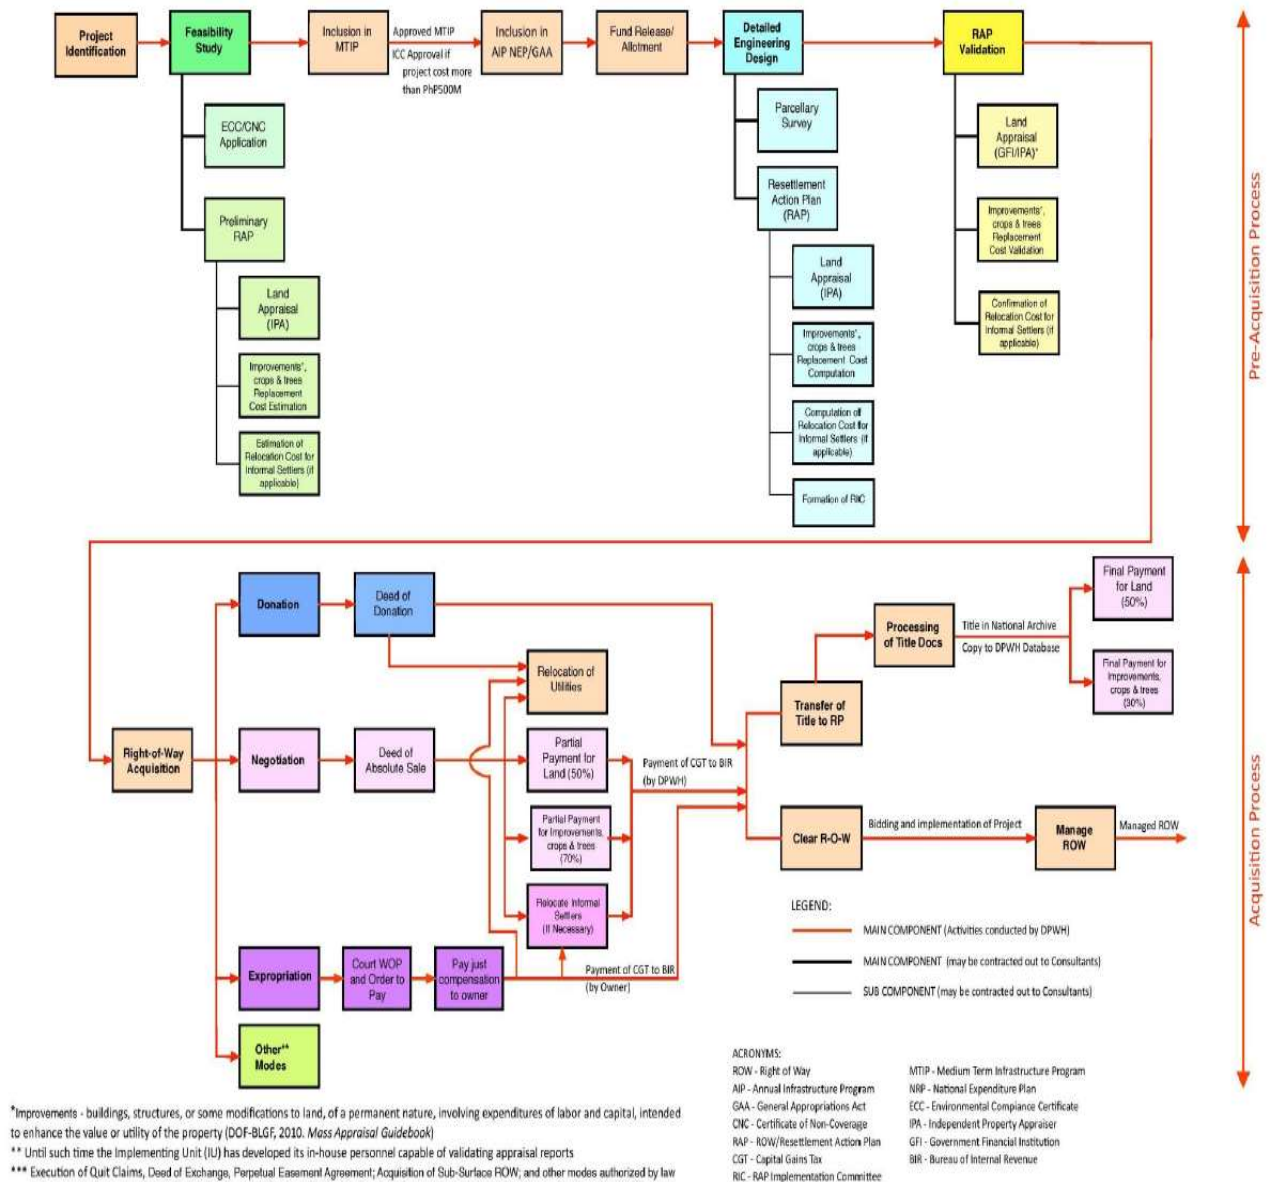 Project
Identification
Feasibility
Study
Inclusion in
MTIP
Approved MTIP
ICC Approval if
project cost more
than PhP500M
Inclusion in
AIP NEP/GAA
Fund Release/
Allotment
Detailed
Engineering
Design
RAP
Validation
ECC/CNC
Application
Preliminary
RAP
Land
Appraisal
(IPA)
Improvements*,
crops & trees
Replacement
Cost Estimation
Estimation of
Relocation Cost for
Informal Settlers (if
applicable)
Parcellary
Survey
Resettlement
Action Plan
(RAP)
Land
Appraisal
(IPA)
Improvements*,
crops & trees
Replacement Cost
Computation
Computation of
Relocation Cost for
Informal Settlers (if
applicable)
Formation of RIC
Land
Appraisal
(GFI/IPA)*
Improvements*,
crops & trees
Replacement
Cost Validation
Confirmation of
Relocation Cost for
Informal Settlers (if
applicable)
Pre-Acquisition Process
Right-of-Way
Acquisition
Donation
Deed of
Donation
Relocation of
Utilities
Negotiation
Deed of
Absolute Sale
Partial
Payment for
Land (50%)
Partial Payment
for Improvements,
crops & trees
(70%)
Relocate Informal
Settlers
(If Necessary)
Expropriation
Court WOP
and Order to
Pay
Pay just
compensation
to owner
Other**
Modes
Payment of CGT to BIR
(by DPWH)
Payment of CGT to BIR
(by Owner)
Transfer of
Title to RP
Processing
of Title Docs
Title in National Archive
Copy to DPWH Database
Final Payment
for Land
(50%)
Final Payment for
Improvements,
crops & trees
(30%)
Clear R-O-W
Bidding and implementation of Project
Manage
ROW
Managed ROW
Acquisition Process
LEGEND:
MAIN COMPONENT (Activities conducted by DPWH)
MAIN COMPONENT (may be contracted out to Consultants)
SUB COMPONENT (may be contracted out to Consultants)
ACRONYMS:
ROW - Right of Way
AIP - Annual Infrastructure Program
GAA - General Appropriations Act
CNC - Certificate of Non-Coverage
RAP - ROW/Resettlement Action Plan
CGT - Capital Gains Tax
RIC - RAP Implementation Committee
MTIP - Medium Term Infrastructure Program
NRP - National Expenditure Plan
ECC - Environmental Compiance Certificate
IPA - Independent Property Appraiser
GFI - Government Financial Institution
BIR - Bureau of Internal Revenue
*Improvements - buildings, structures, or some modifications to land, of a permanent nature, involving expenditures of labor and capital, intended
to enhance the value or utility of the property (DOF-BLGF, 2010. Mass Appraisal Guidebook)
** Until such time the Implementing Unit (IU) has developed its in-house personnel capable of validating appraisal reports
*** Execution of Quit Claims, Deed of Exchange, Perpetual Easement Agreement; Acquisition of Sub-Surface ROW; and other modes authorized by law